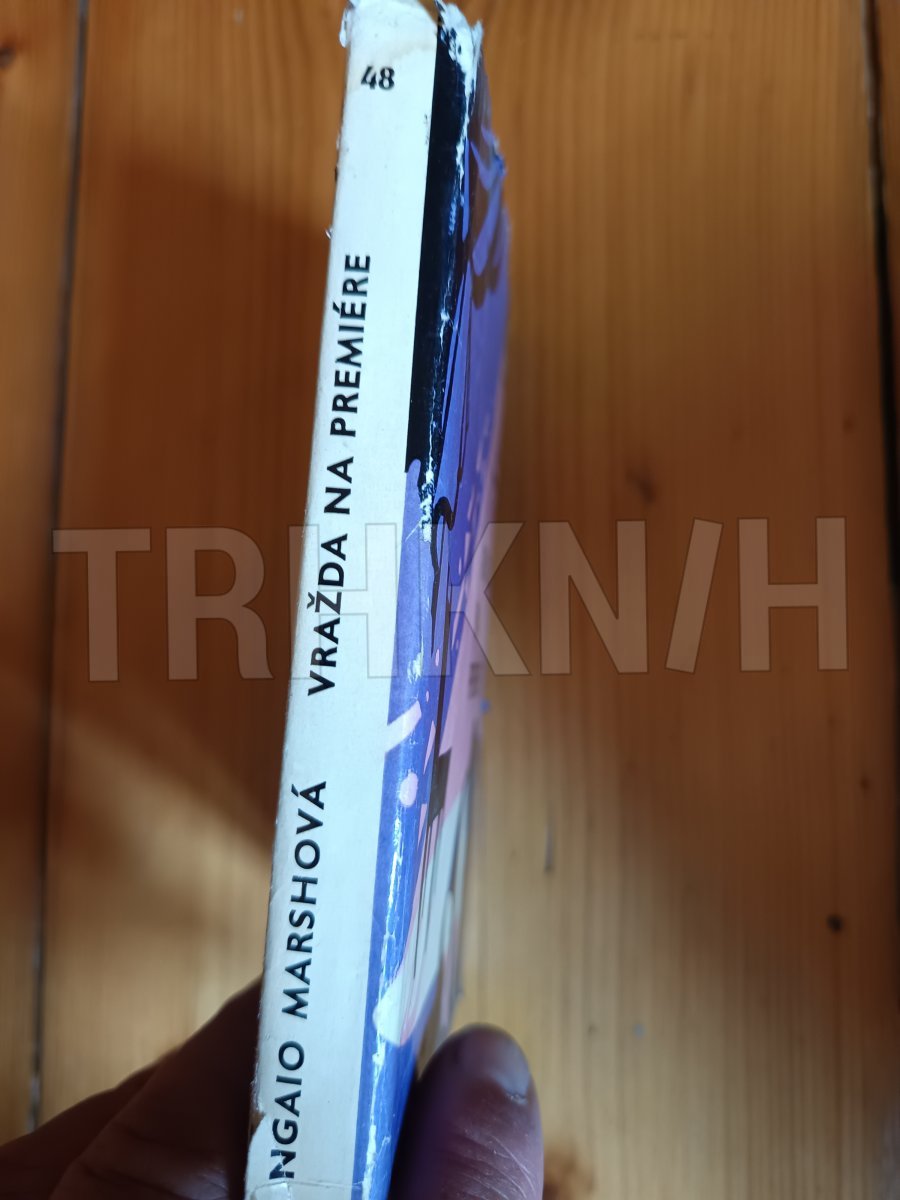 48
NGAIO MARSHOVÁ VRAŽDA NA PREMIÉRE
TRHKNIH